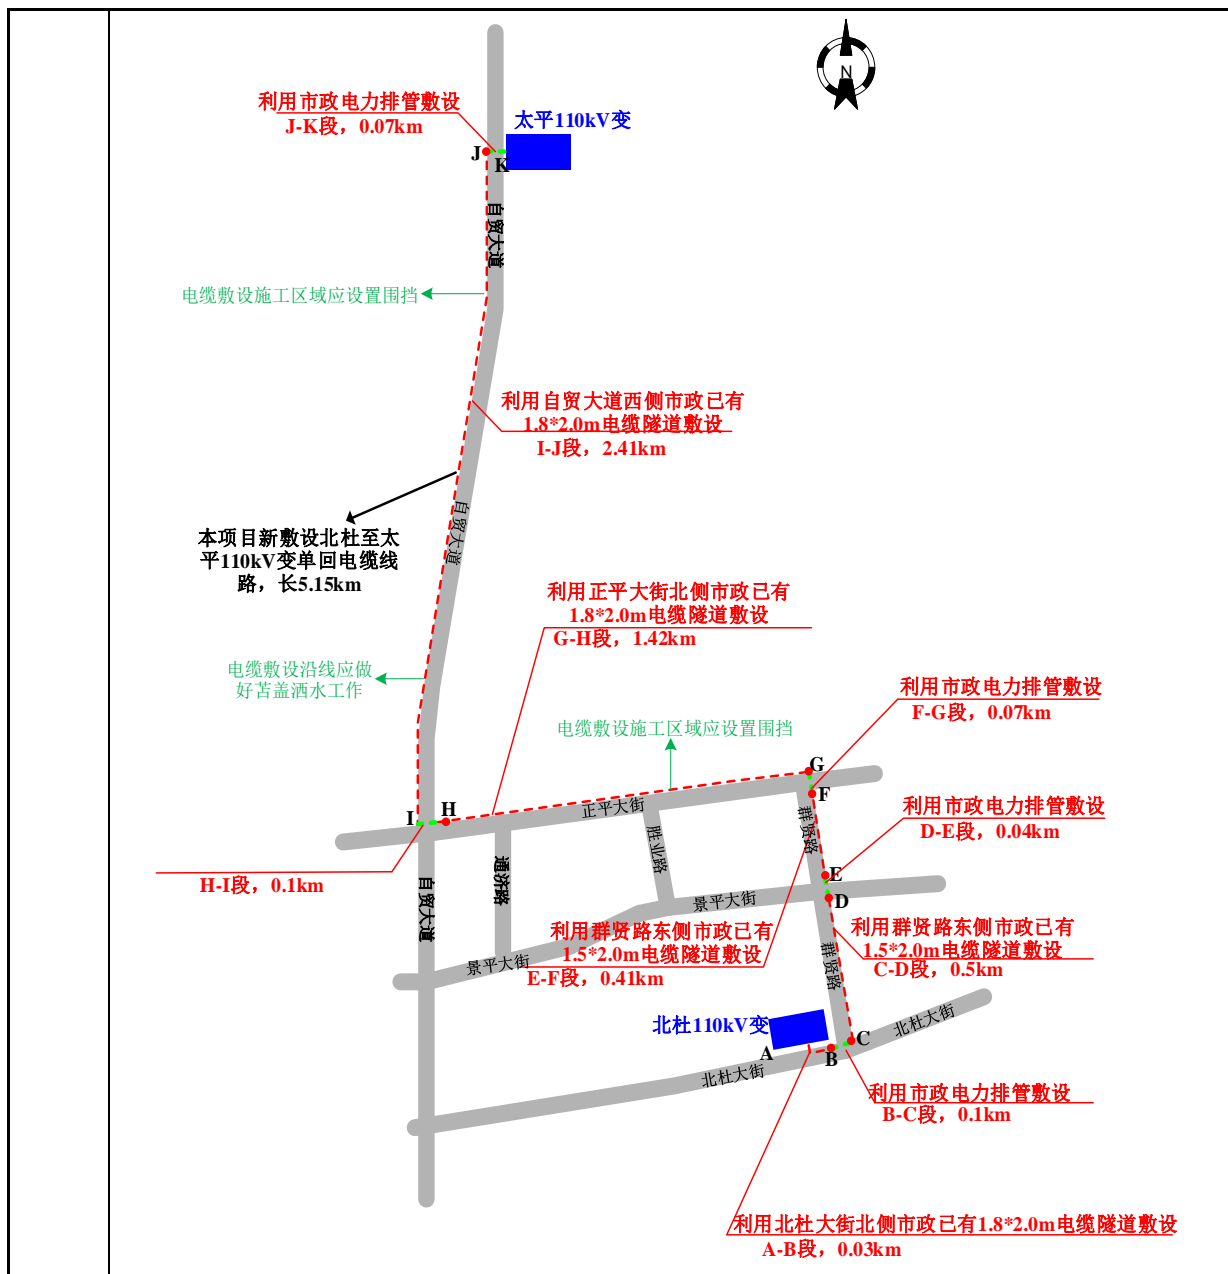 N
利用市政电力排管敷设
J-K段，0.07km
太平110kV变
J
K
自贸大道
电缆敷设施工区域应设置围挡
利用自贸大道西侧市政已有
1.8*2.0m电缆隧道敷设
I-J段，2.41km
自贸大道
本项目新敷设北杜至太
平110kV变单回电缆线
路，长5.15km
利用正平大街北侧市政已有
1.8*2.0m电缆隧道敷设
G-H段，1.42km
电缆敷设沿线应做
好苫盖洒水工作
利用市政电力排管敷设
F-G段，0.07km
电缆敷设施工区域应设置围挡
G
F
I
H
正平大街
群贤路
利用市政电力排管敷设
D-E段，0.04km
胜业路
通济路
H-I段，0.1km
自贸大道
E
D
景平大街
利用群贤路东侧市政已有
1.5*2.0m电缆隧道敷设
E-F段，0.41km
利用群贤路东侧市政已有
1.5*2.0m电缆隧道敷设
C-D段，0.5km
景平大街
群贤路
北杜110kV变
A
B
C
北杜大街
北杜大街
利用市政电力排管敷设
B-C段，0.1km
利用北杜大街北侧市政已有1.8*2.0m电缆隧道敷设
A-B段，0.03km